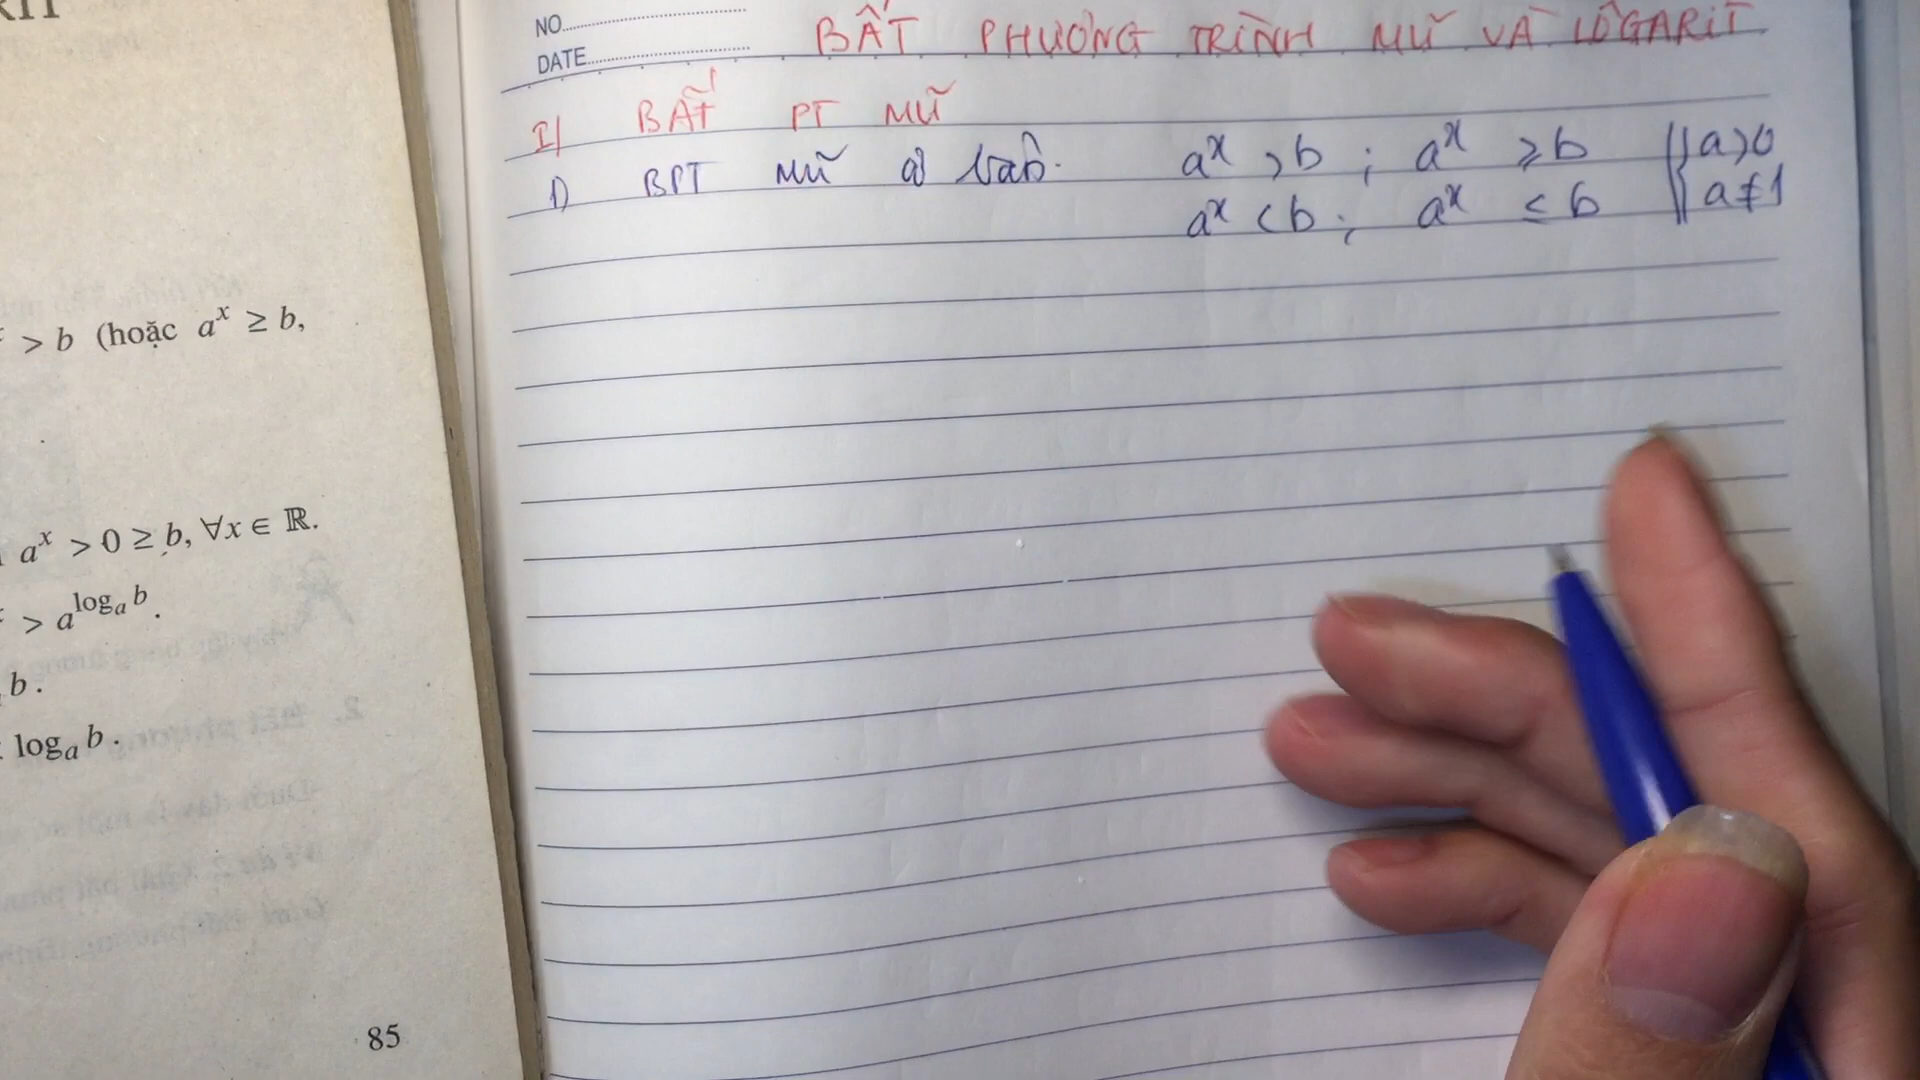 > b (hoặc aˣ ≥ b,
aˣ > 0 ≥ b, ∀x ∈ ℝ.
> a^logₐ b.
b.
logₐ b.
85
NO.
DATE
BẤT PHƯƠNG TRÌNH MŨ VÀ LÔGARIT
I/ BẤT PT MŨ
1) BPT MŨ cơ bản. aˣ > b ; aˣ ≥ b a > 0
aˣ < b ; aˣ ≤ b a ≠ 1